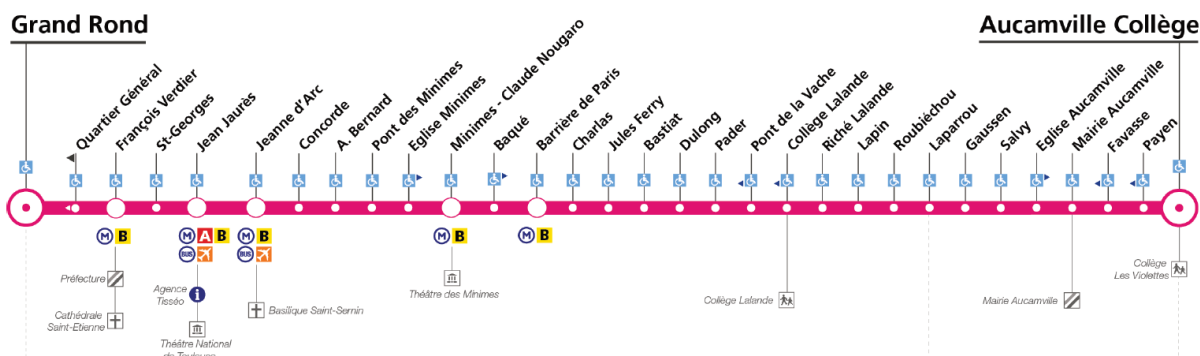 Grand Rond
Aucamville Collège
Quartier Général
François Verdier
St-Georges
Jean Jaurès
Jeanne d'Arc
Concorde
A. Bernard
Pont des Minimes
Eglise Minimes
Minimes - Claude Nougaro
Baqué
Barrière de Paris
Charlas
Jules Ferry
Bastiat
Dulong
Pader
Pont de la Vache
Collège Lalande
Riché Lalande
Lapin
Roubiéchou
Laparrou
Gaussen
Salvy
Eglise Aucamville
Mairie Aucamville
Favasse
Payen
M B
M A B
BUS
M B
BUS
M B
M B
Préfecture
Cathédrale
Saint-Etienne
Agence
Tisséo
i
Théâtre National
de Toulouse
Basilique Saint-Sernin
Théâtre des Minimes
Collège Lalande
Mairie Aucamville
Collège
Les Violettes